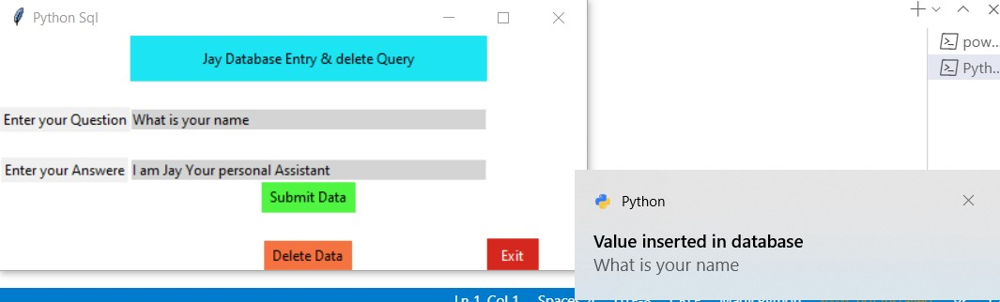 Python Sql
Jay Database Entry & delete Query
Enter your Question What is your name
Enter your Answere I am Jay Your personal Assistant
Submit Data
Delete Data Exit
pow...
Pyth...
Python
Value inserted in database
What is your name
Ln 1, Col 1